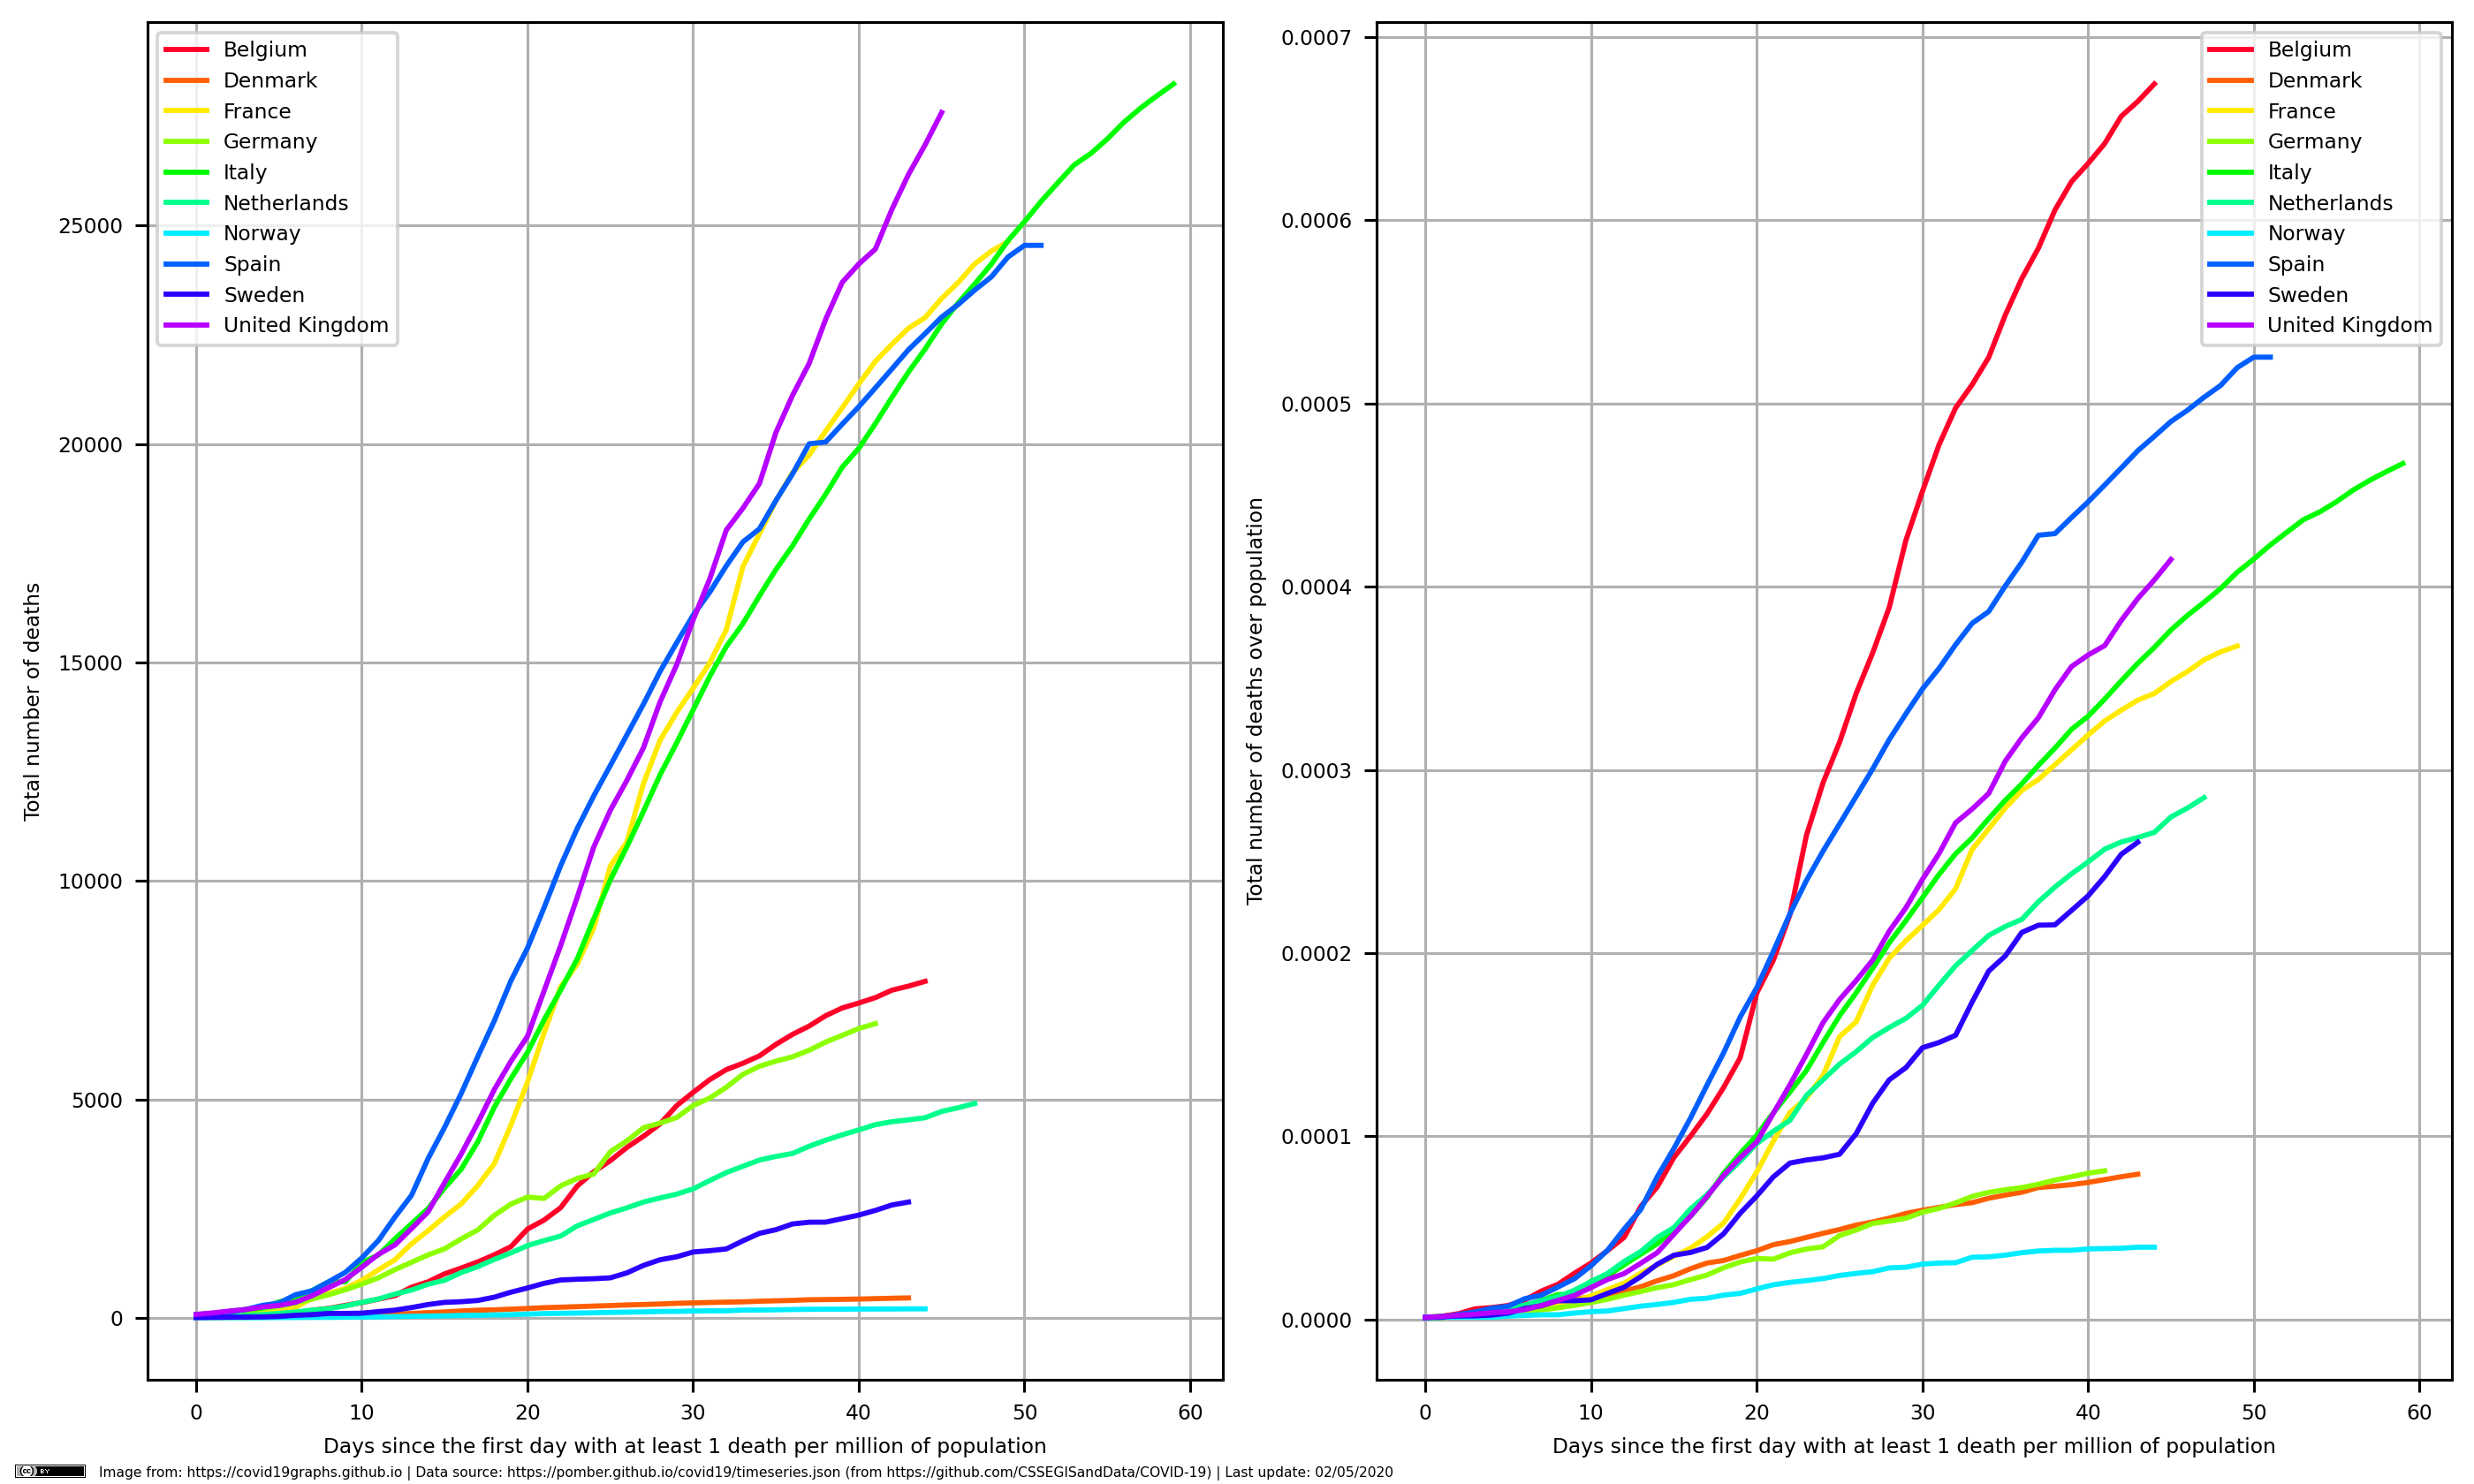 Belgium
Denmark
France
Germany
Italy
Netherlands
Norway
Spain
Sweden
United Kingdom
25000
20000
15000
10000
5000
0
Total number of deaths
0 10 20 30 40 50 60
Days since the first day with at least 1 death per million of population
Belgium
Denmark
France
Germany
Italy
Netherlands
Norway
Spain
Sweden
United Kingdom
0.0007
0.0006
0.0005
0.0004
0.0003
0.0002
0.0001
0.0000
Total number of deaths over population
0 10 20 30 40 50 60
Days since the first day with at least 1 death per million of population
cc BY Image from: https://covid19graphs.github.io | Data source: https://pomber.github.io/covid19/timeseries.json (from https://github.com/CSSEGISandData/COVID-19) | Last update: 02/05/2020